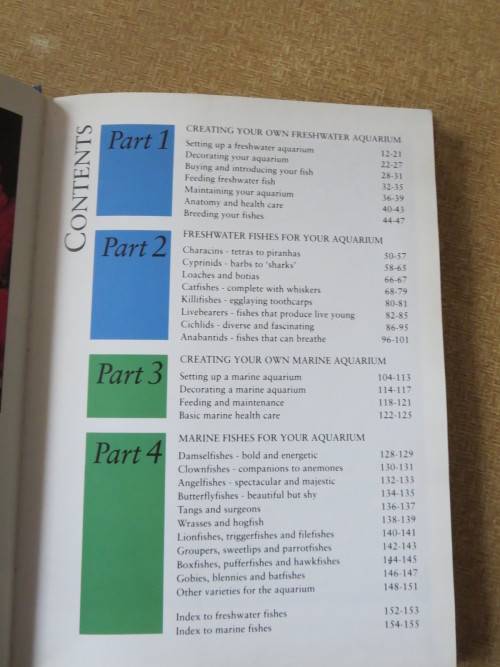 CONTENTS
Part 1
CREATING YOUR OWN FRESHWATER AQUARIUM
Setting up a freshwater aquarium 12-21
Decorating your aquarium 22-27
Buying and introducing your fish 28-31
Feeding freshwater fish 32-35
Maintaining your aquarium 36-39
Anatomy and health care 40-43
Breeding your fishes 44-47
Part 2
FRESHWATER FISHES FOR YOUR AQUARIUM
Characins - tetras to piranhas 50-57
Cyprinids - barbs to 'sharks' 58-65
Loaches and botias 66-67
Catfishes - complete with whiskers 68-79
Killifishes - egglaying toothcarps 80-81
Livebearers - fishes that produce live young 82-85
Cichlids - diverse and fascinating 86-95
Anabantids - fishes that can breathe 96-101
Part 3
CREATING YOUR OWN MARINE AQUARIUM
Setting up a marine aquarium 104-113
Decorating a marine aquarium 114-117
Feeding and maintenance 118-121
Basic marine health care 122-125
Part 4
MARINE FISHES FOR YOUR AQUARIUM
Damselfishes - bold and energetic 128-129
Clownfishes - companions to anemones 130-131
Angelfishes - spectacular and majestic 132-133
Butterflyfishes - beautiful but shy 134-135
Tangs and surgeons 136-137
Wrasses and hogfish 138-139
Lionfishes, triggerfishes and filefishes 140-141
Groupers, sweetlips and parrotfishes 142-143
Boxfishes, pufferfishes and hawkfishes 144-145
Gobies, blennies and batfishes 146-147
Other varieties for the aquarium 148-151
Index to freshwater fishes 152-153
Index to marine fishes 154-155